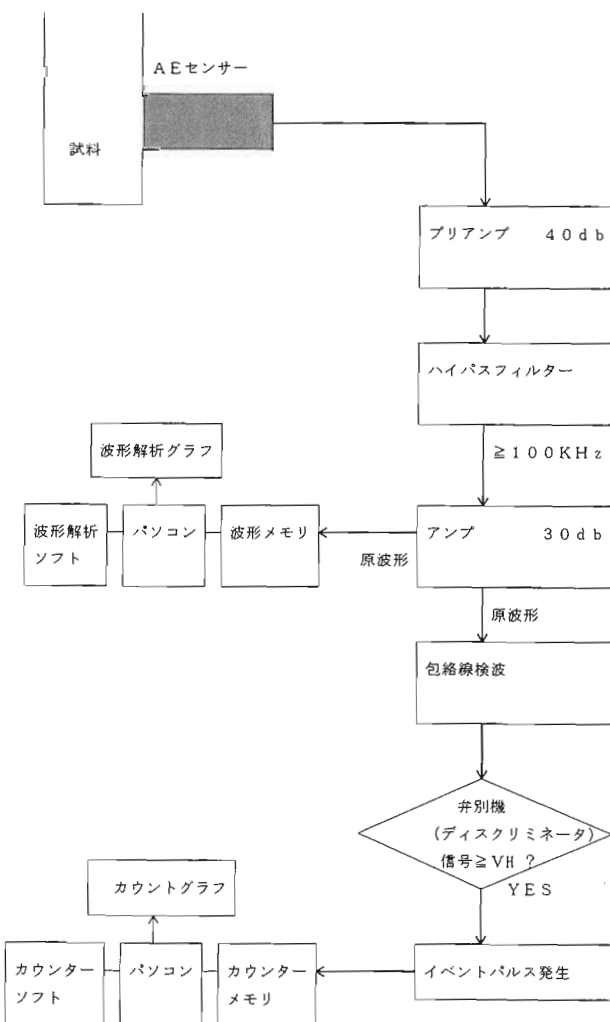 AEセンサー
試料
プリアンプ 40db
ハイパスフィルター
≧100KHz
波形解析グラフ
波形解析
ソフト
パソコン
波形メモリ
原波形
アンプ 30db
原波形
包絡線検波
弁別機
(ディスクリミネータ)
信号≧VH ?
YES
カウントグラフ
カウンター
ソフト
パソコン
カウンター
メモリ
イベントパルス発生